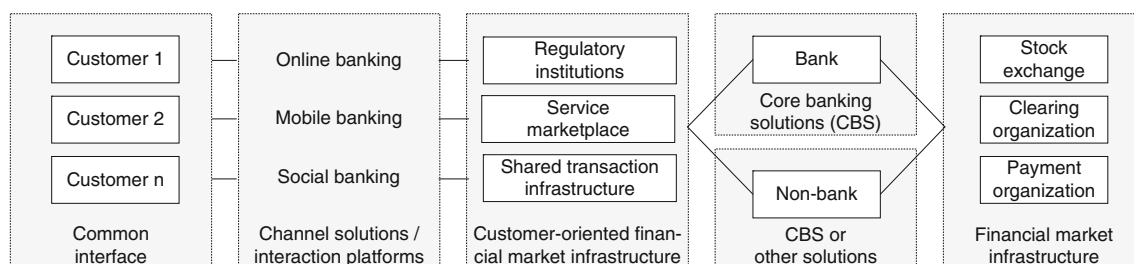 Customer 1
Customer 2
Customer n
Common
interface
Online banking
Mobile banking
Social banking
Channel solutions /
interaction platforms
Regulatory
institutions
Service
marketplace
Shared transaction
infrastructure
Customer-oriented finan-
cial market infrastructure
Bank
Core banking
solutions (CBS)
Non-bank
CBS or
other solutions
Stock
exchange
Clearing
organization
Payment
organization
Financial market
infrastructure